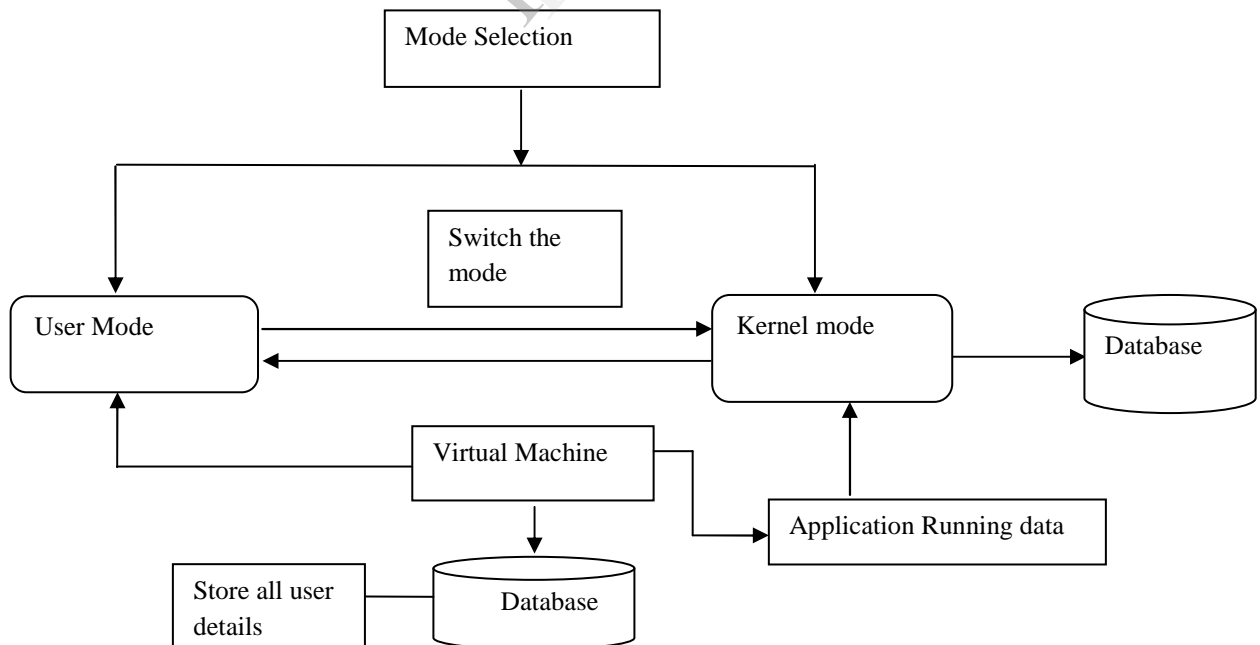 Mode Selection
Switch the
mode
User Mode
Kernel mode
Database
Virtual Machine
Application Running data
Store all user
details
Database